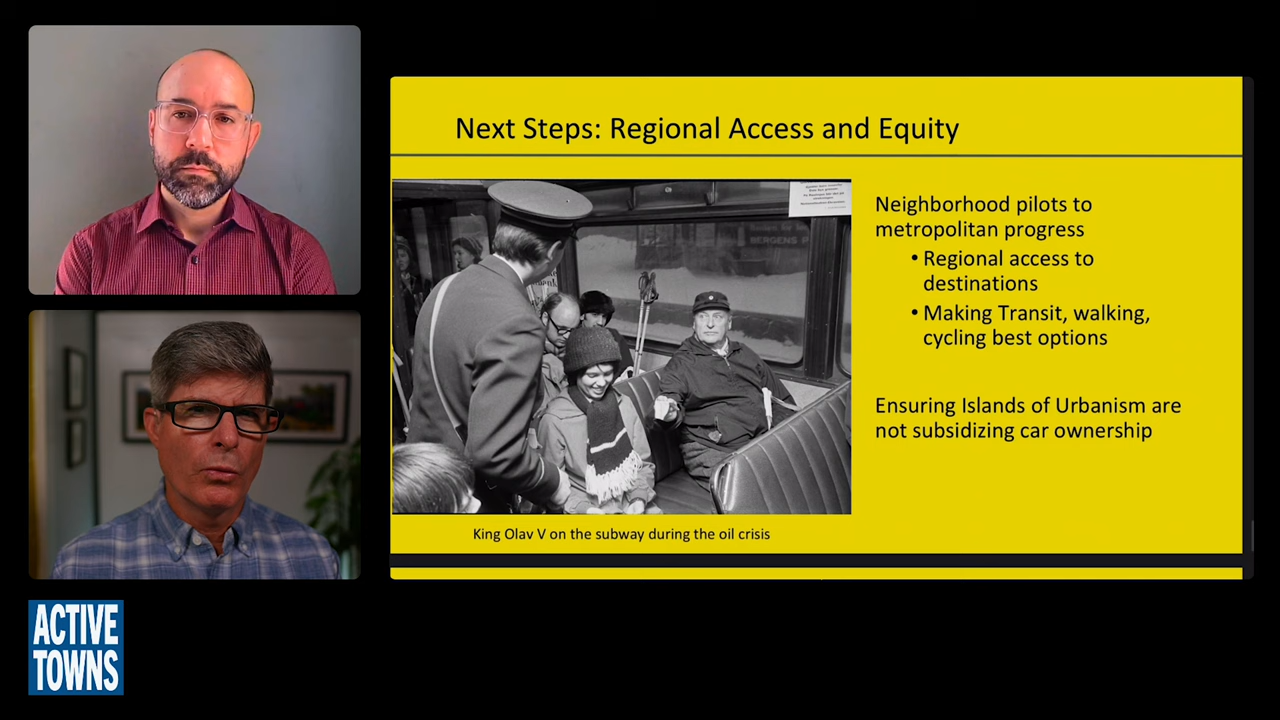 Next Steps: Regional Access and Equity
BERGENS
Neighborhood pilots to
metropolitan progress
• Regional access to
destinations
• Making Transit, walking,
cycling best options
Ensuring Islands of Urbanism are
not subsidizing car ownership
King Olav V on the subway during the oil crisis
ACTIVE
TOWNS